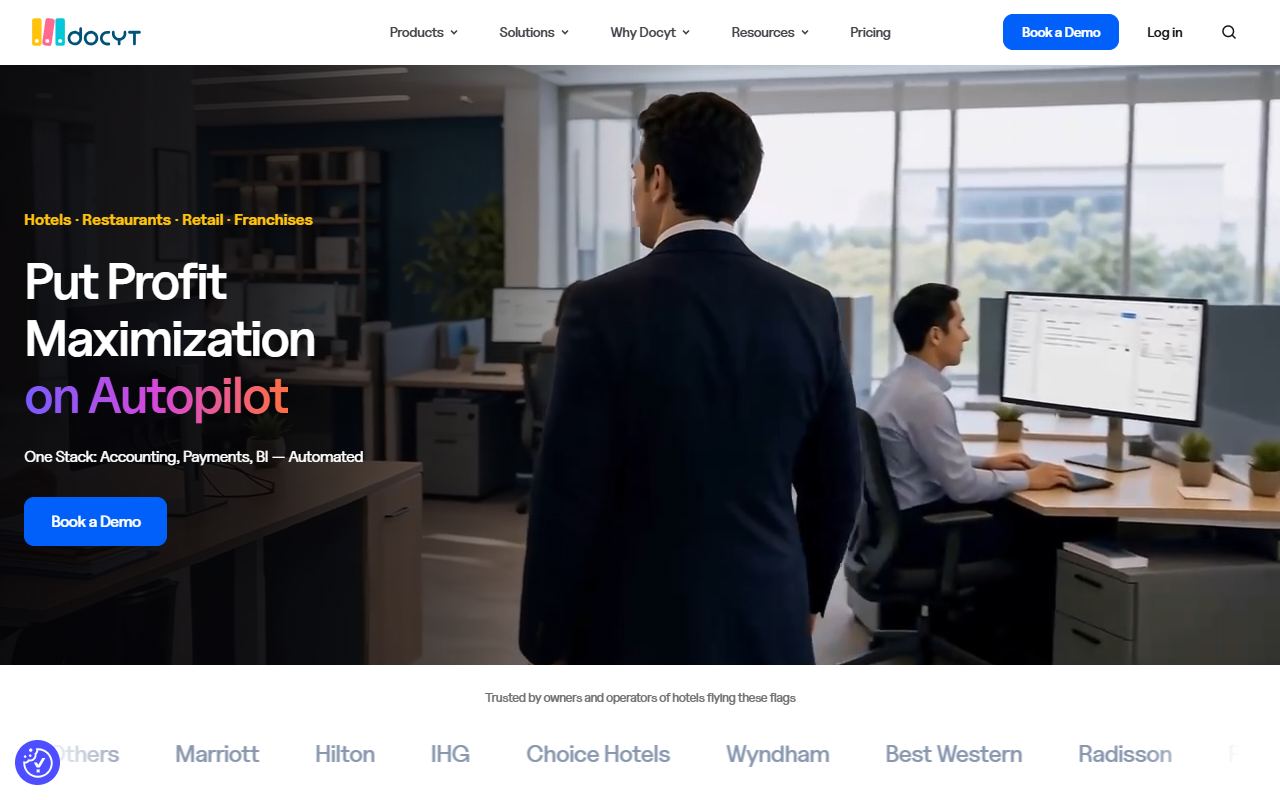 docyt
Products
Solutions
Why Docyt
Resources
Pricing
Book a Demo
Log in
Hotels · Restaurants · Retail · Franchises
Put Profit
Maximization
on Autopilot
One Stack: Accounting, Payments, BI — Automated
Book a Demo
Trusted by owners and operators of hotels flying these flags
Marriott
Hilton
IHG
Choice Hotels
Wyndham
Best Western
Radisson